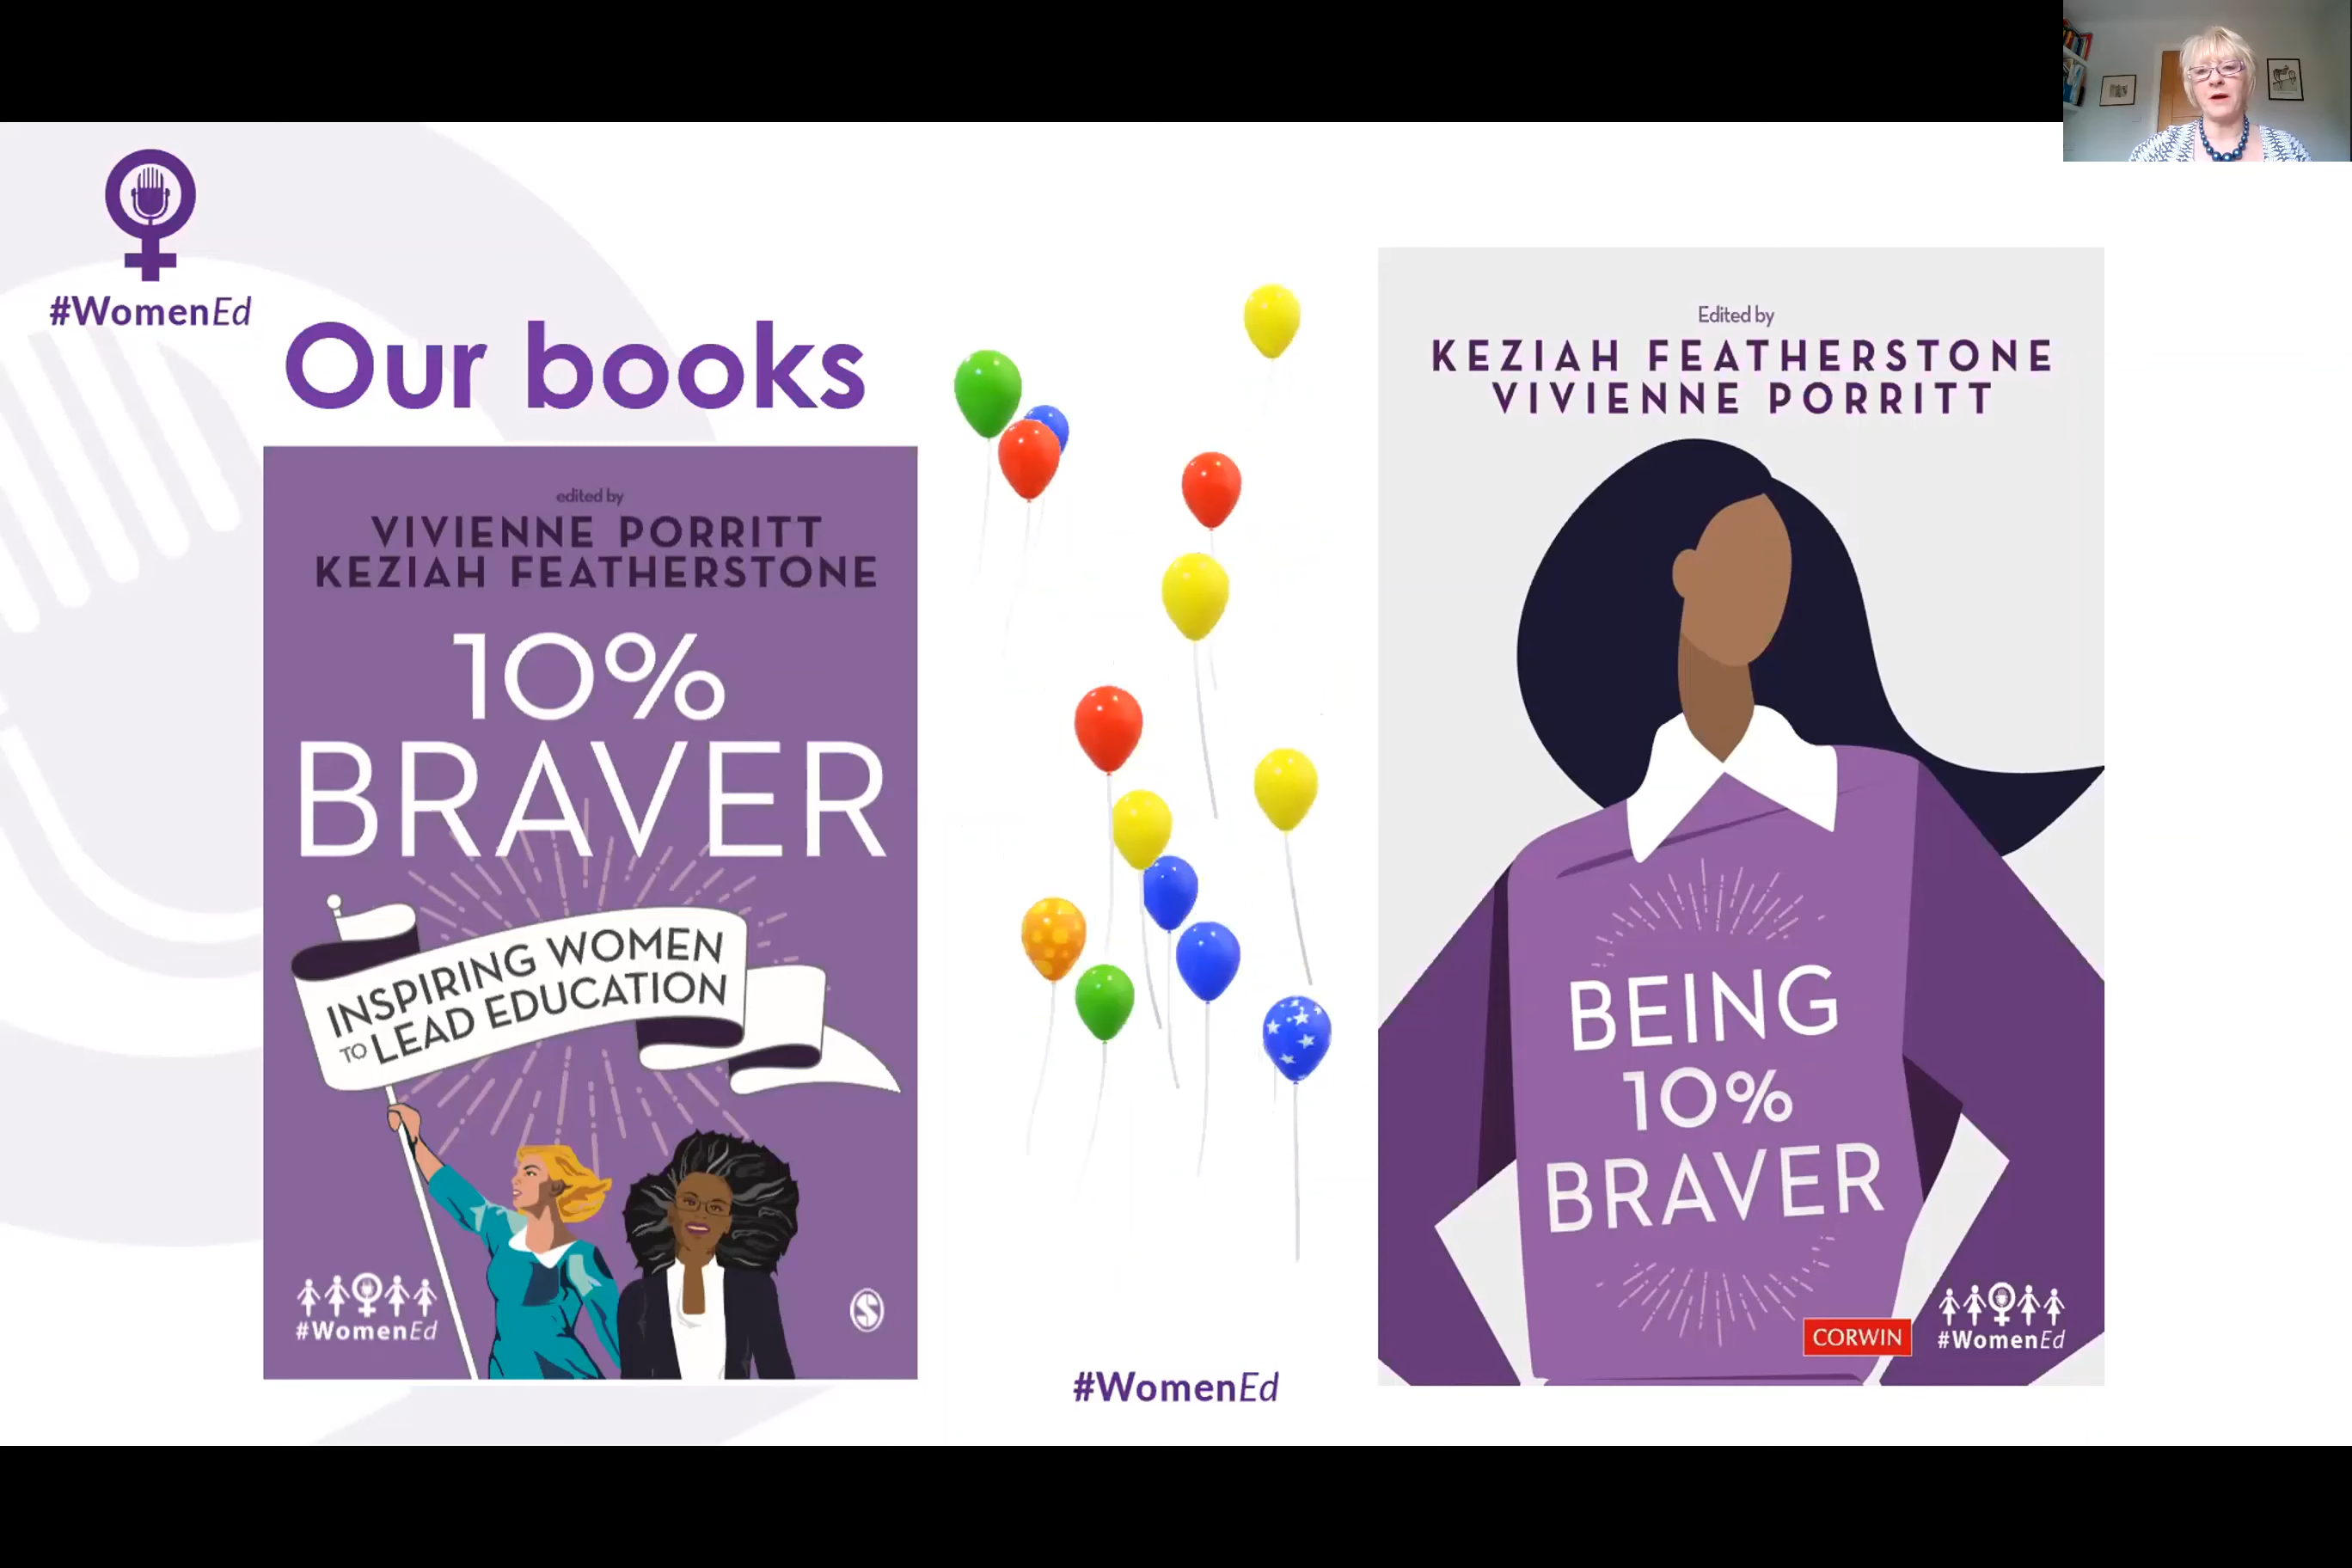 #WomenEd
Our books
edited by
VIVIENNE PORRITT
KEZIAH FEATHERSTONE
10%
BRAVER
INSPIRING WOMEN
TO LEAD EDUCATION
#WomenEd
#WomenEd
Edited by
KEZIAH FEATHERSTONE
VIVIENNE PORRITT
BEING
10%
BRAVER
CORWIN
#WomenEd